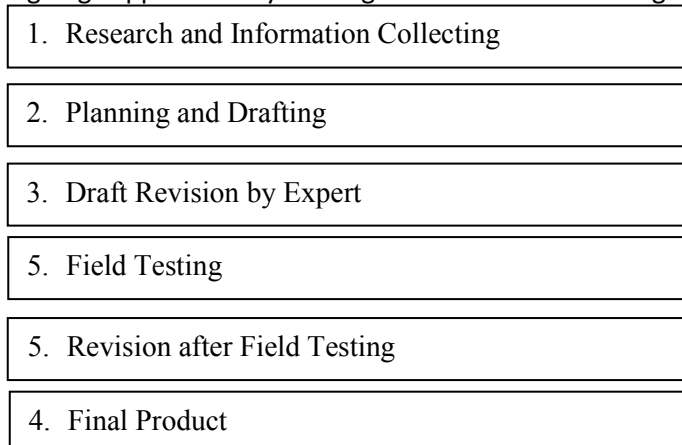 1. Research and Information Collecting
2. Planning and Drafting
3. Draft Revision by Expert
5. Field Testing
5. Revision after Field Testing
4. Final Product